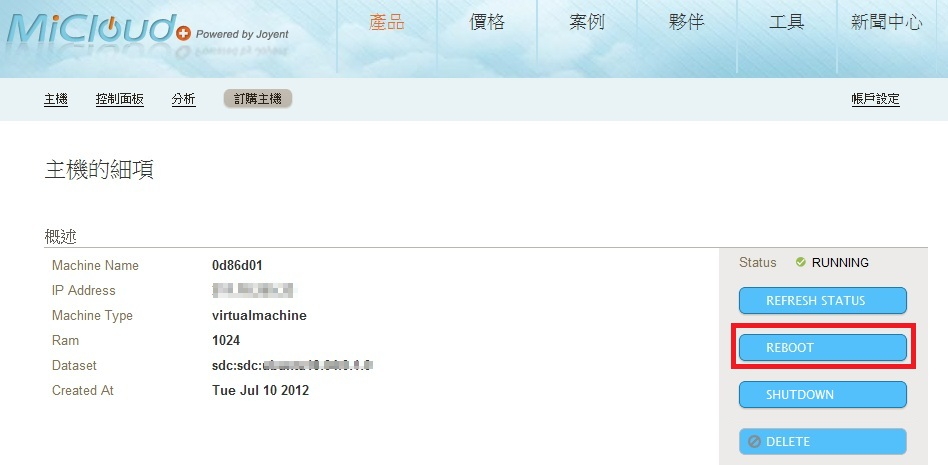 MiCloud Powered by Joyent
產品 價格 案例 夥伴 工具 新聞中心
主機 控制面板 分析 訂購主機 帳戶設定
主機的細項
概述
Machine Name 0d86d01
IP Address
Machine Type virtualmachine
Ram 1024
Dataset sdc:sdc:
Created At Tue Jul 10 2012
Status RUNNING
REFRESH STATUS
REBOOT
SHUTDOWN
DELETE